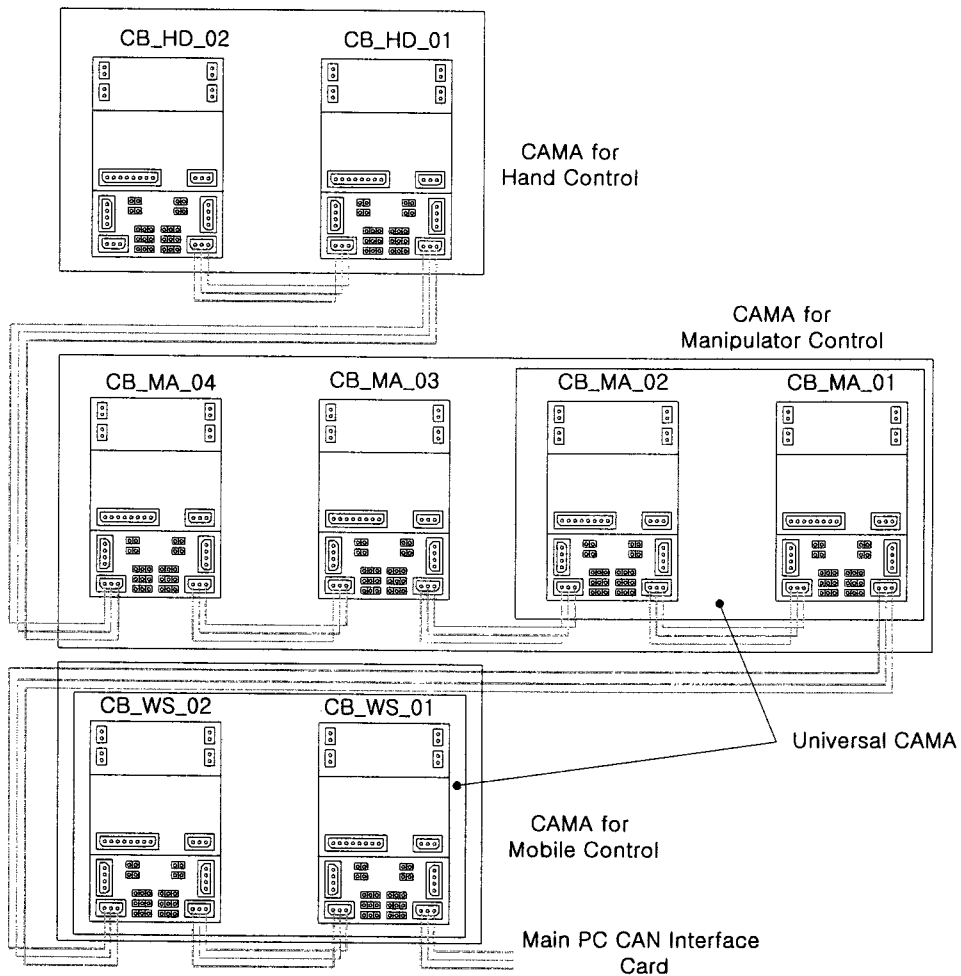 CB_HD_02
CB_HD_01
CAMA for
Hand Control
CAMA for
Manipulator Control
CB_MA_04
CB_MA_03
CB_MA_02
CB_MA_01
CB_WS_02
CB_WS_01
Universal CAMA
CAMA for
Mobile Control
Main PC CAN Interface
Card